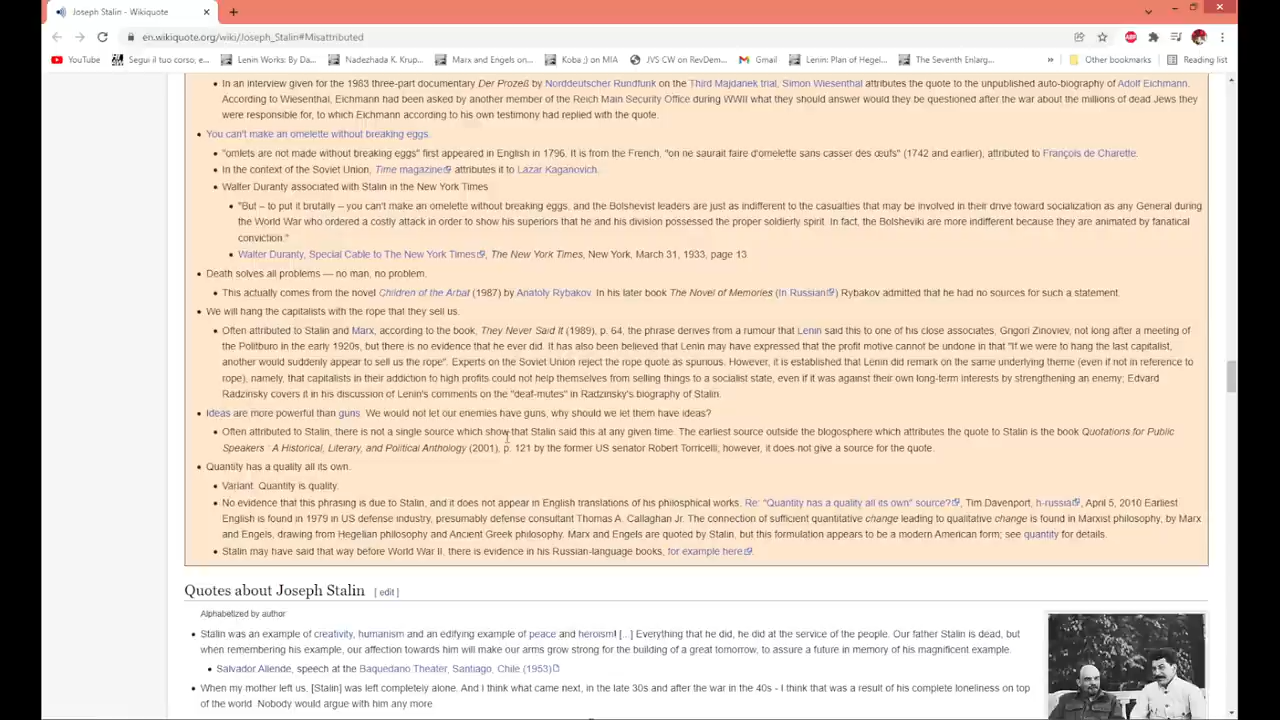 Joseph Stalin - Wikiquote
en.wikiquote.org/wiki/Joseph_Stalin#Misattributed
YouTube Segui il tuo corso; e... Lenin Works: By Da... Nadezhada K. Krup... Marx and Engels on... Koba ;) on MIA JVS CW on RevDem... Gmail Lenin: Plan of Hegel... The Seventh Enlarg... » Other bookmarks Reading list
In an interview given for the 1983 three-part documentary Der Prozeß by Norddeutscher Rundfunk on the Third Majdanek trial, Simon Wiesenthal attributes the quote to the unpublished auto-biography of Adolf Eichmann.
According to Wiesenthal, Eichmann had been asked by another member of the Reich Main Security Office during WWII what they should answer would they be questioned after the war about the millions of dead Jews they
were responsible for, to which Eichmann according to his own testimony had replied with the quote.
You can't make an omelette without breaking eggs.
"omlets are not made without breaking eggs" first appeared in English in 1796. It is from the French, "on ne saurait faire d'omelette sans casser des œufs" (1742 and earlier), attributed to François de Charette.
In the context of the Soviet Union, Time magazine attributes it to Lazar Kaganovich.
Walter Duranty associated with Stalin in the New York Times
"But – to put it brutally – you can't make an omelette without breaking eggs, and the Bolshevist leaders are just as indifferent to the casualties that may be involved in their drive toward socialization as any General during
the World War who ordered a costly attack in order to show his superiors that he and his division possessed the proper soldierly spirit. In fact, the Bolsheviki are more indifferent because they are animated by fanatical
conviction."
Walter Duranty, Special Cable to The New York Times, The New York Times, New York, March 31, 1933, page 13
Death solves all problems — no man, no problem.
This actually comes from the novel Children of the Arbat (1987) by Anatoly Rybakov. In his later book The Novel of Memories (In Russian) Rybakov admitted that he had no sources for such a statement.
We will hang the capitalists with the rope that they sell us.
Often attributed to Stalin and Marx, according to the book, They Never Said It (1989), p. 64, the phrase derives from a rumour that Lenin said this to one of his close associates, Grigori Zinoviev, not long after a meeting of
the Politburo in the early 1920s, but there is no evidence that he ever did. It has also been believed that Lenin may have expressed that the profit motive cannot be undone in that "If we were to hang the last capitalist,
another would suddenly appear to sell us the rope". Experts on the Soviet Union reject the rope quote as spurious. However, it is established that Lenin did remark on the same underlying theme (even if not in reference to
rope), namely, that capitalists in their addiction to high profits could not help themselves from selling things to a socialist state, even if it was against their own long-term interests by strengthening an enemy; Edvard
Radzinsky covers it in his discussion of Lenin's comments on the "deaf-mutes" in Radzinsky's biography of Stalin.
Ideas are more powerful than guns. We would not let our enemies have guns, why should we let them have ideas?
Often attributed to Stalin, there is not a single source which show that Stalin said this at any given time. The earliest source outside the blogosphere which attributes the quote to Stalin is the book Quotations for Public
Speakers : A Historical, Literary, and Political Anthology (2001), p. 121 by the former US senator Robert Torricelli; however, it does not give a source for the quote.
Quantity has a quality all its own.
Variant: Quantity is quality.
No evidence that this phrasing is due to Stalin, and it does not appear in English translations of his philosphical works. Re: "Quantity has a quality all its own" source?, Tim Davenport, h-russia, April 5, 2010 Earliest
English is found in 1979 in US defense industry, presumably defense consultant Thomas A. Callaghan Jr. The connection of sufficient quantitative change leading to qualitative change is found in Marxist philosophy, by Marx
and Engels, drawing from Hegelian philosophy and Ancient Greek philosophy. Marx and Engels are quoted by Stalin, but this formulation appears to be a modern American form; see quantity for details.
Stalin may have said that way before World War II, there is evidence in his Russian-language books, for example here.
Quotes about Joseph Stalin [ edit ]
Alphabetized by author
Stalin was an example of creativity, humanism and an edifying example of peace and heroism! [...] Everything that he did, he did at the service of the people. Our father Stalin is dead, but
when remembering his example, our affection towards him will make our arms grow strong for the building of a great tomorrow, to assure a future in memory of his magnificent example.
Salvador Allende, speech at the Baquedano Theater, Santiago, Chile (1953)
When my mother left us, [Stalin] was left completely alone. And I think what came next, in the late 30s and after the war in the 40s - I think that was a result of his complete loneliness on top
of the world. Nobody would argue with him any more